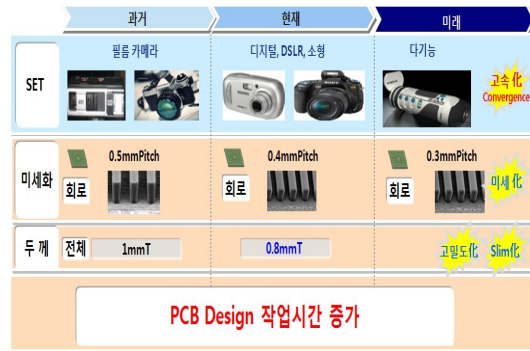 과거
현재
미래
SET
필름 카메라
디지털, DSLR, 소형
다기능
고속 化
Convergence
미세화
회로
0.5mmPitch
회로
0.4mmPitch
회로
0.3mmPitch
미세 化
두 께
전체
1mmT
0.8mmT
고밀도化
Slim化
PCB Design 작업시간 증가